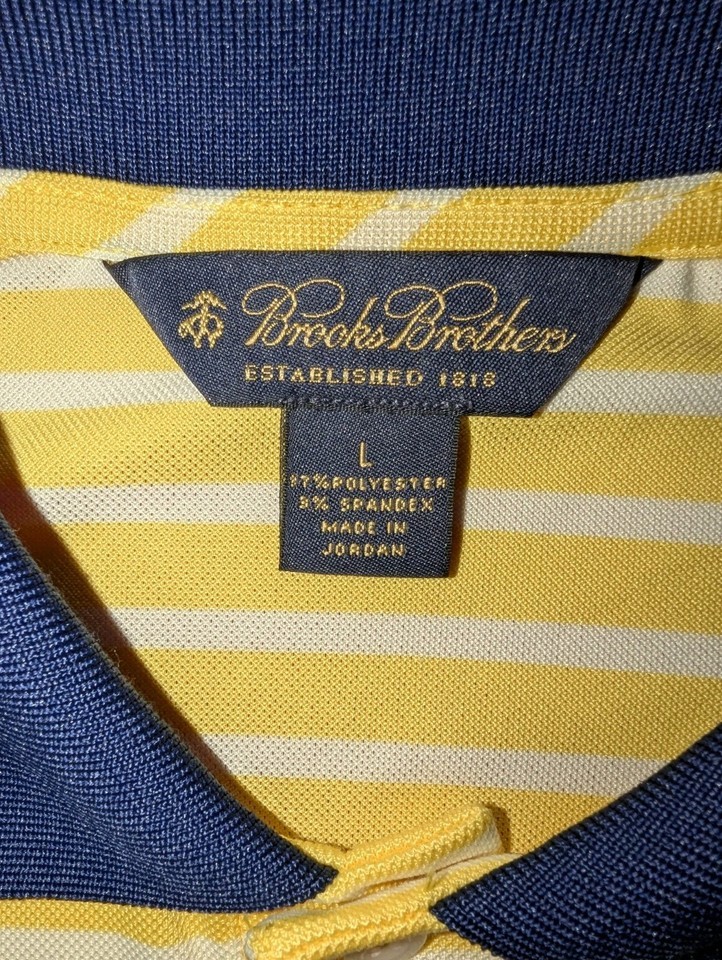 Brooks Brothers
ESTABLISHED 1818
L
97% POLYESTER
3% SPANDEX
MADE IN
JORDAN